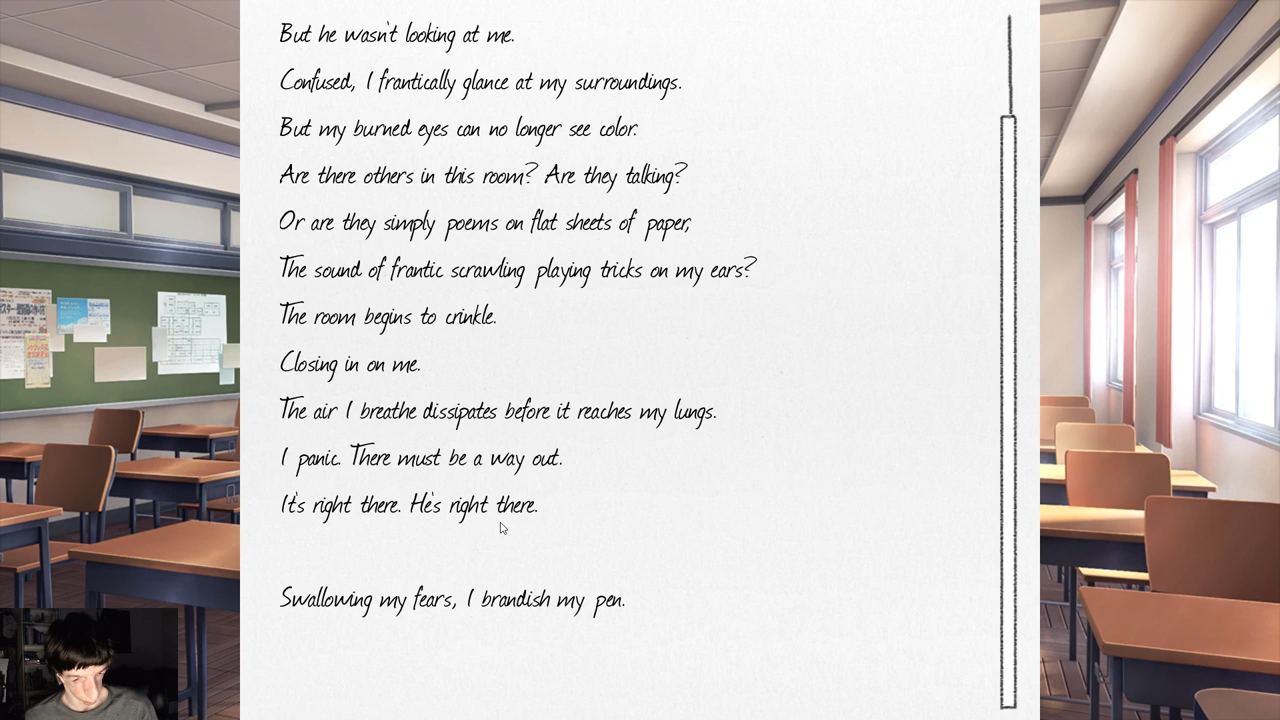 But he wasn't looking at me.
Confused, I frantically glance at my surroundings.
But my burned eyes can no longer see color.
Are there others in this room? Are they talking?
Or are they simply poems on flat sheets of paper,
The sound of frantic scrawling playing tricks on my ears?
The room begins to crinkle.
Closing in on me.
The air I breathe dissipates before it reaches my lungs.
I panic. There must be a way out.
It's right there. He's right there.
Swallowing my fears, I brandish my pen.